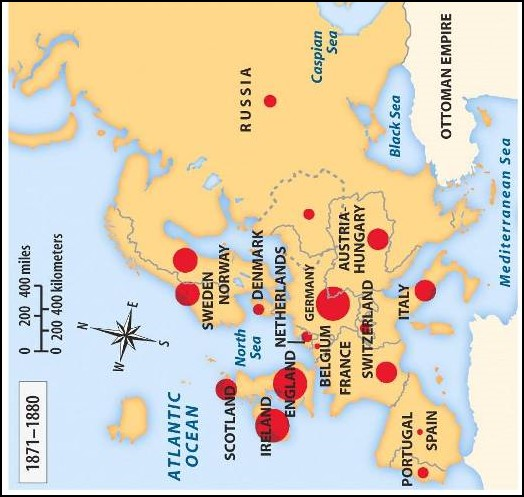 1871–1880
0 200 400 miles
0 200 400 kilometers
N
E
S
W
ATLANTIC
OCEAN
North
Sea
SCOTLAND
IRELAND
ENGLAND
SWEDEN
NORWAY
DENMARK
NETHERLANDS
GERMANY
BELGIUM
FRANCE
SWITZERLAND
AUSTRIA-
HUNGARY
ITALY
PORTUGAL
SPAIN
RUSSIA
Caspian
Sea
Black Sea
OTTOMAN EMPIRE
Mediterranean Sea